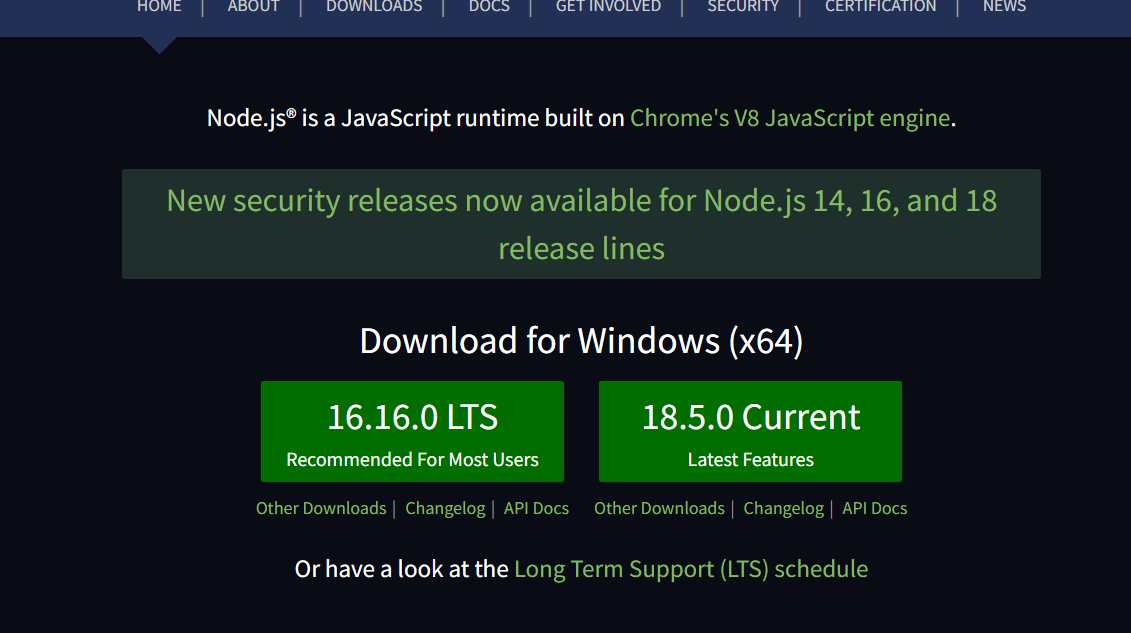 HOME | ABOUT | DOWNLOADS | DOCS | GET INVOLVED | SECURITY | CERTIFICATION | NEWS
Node.js® is a JavaScript runtime built on Chrome's V8 JavaScript engine.
New security releases now available for Node.js 14, 16, and 18
release lines
Download for Windows (x64)
16.16.0 LTS
Recommended For Most Users
18.5.0 Current
Latest Features
Other Downloads | Changelog | API Docs
Other Downloads | Changelog | API Docs
Or have a look at the Long Term Support (LTS) schedule